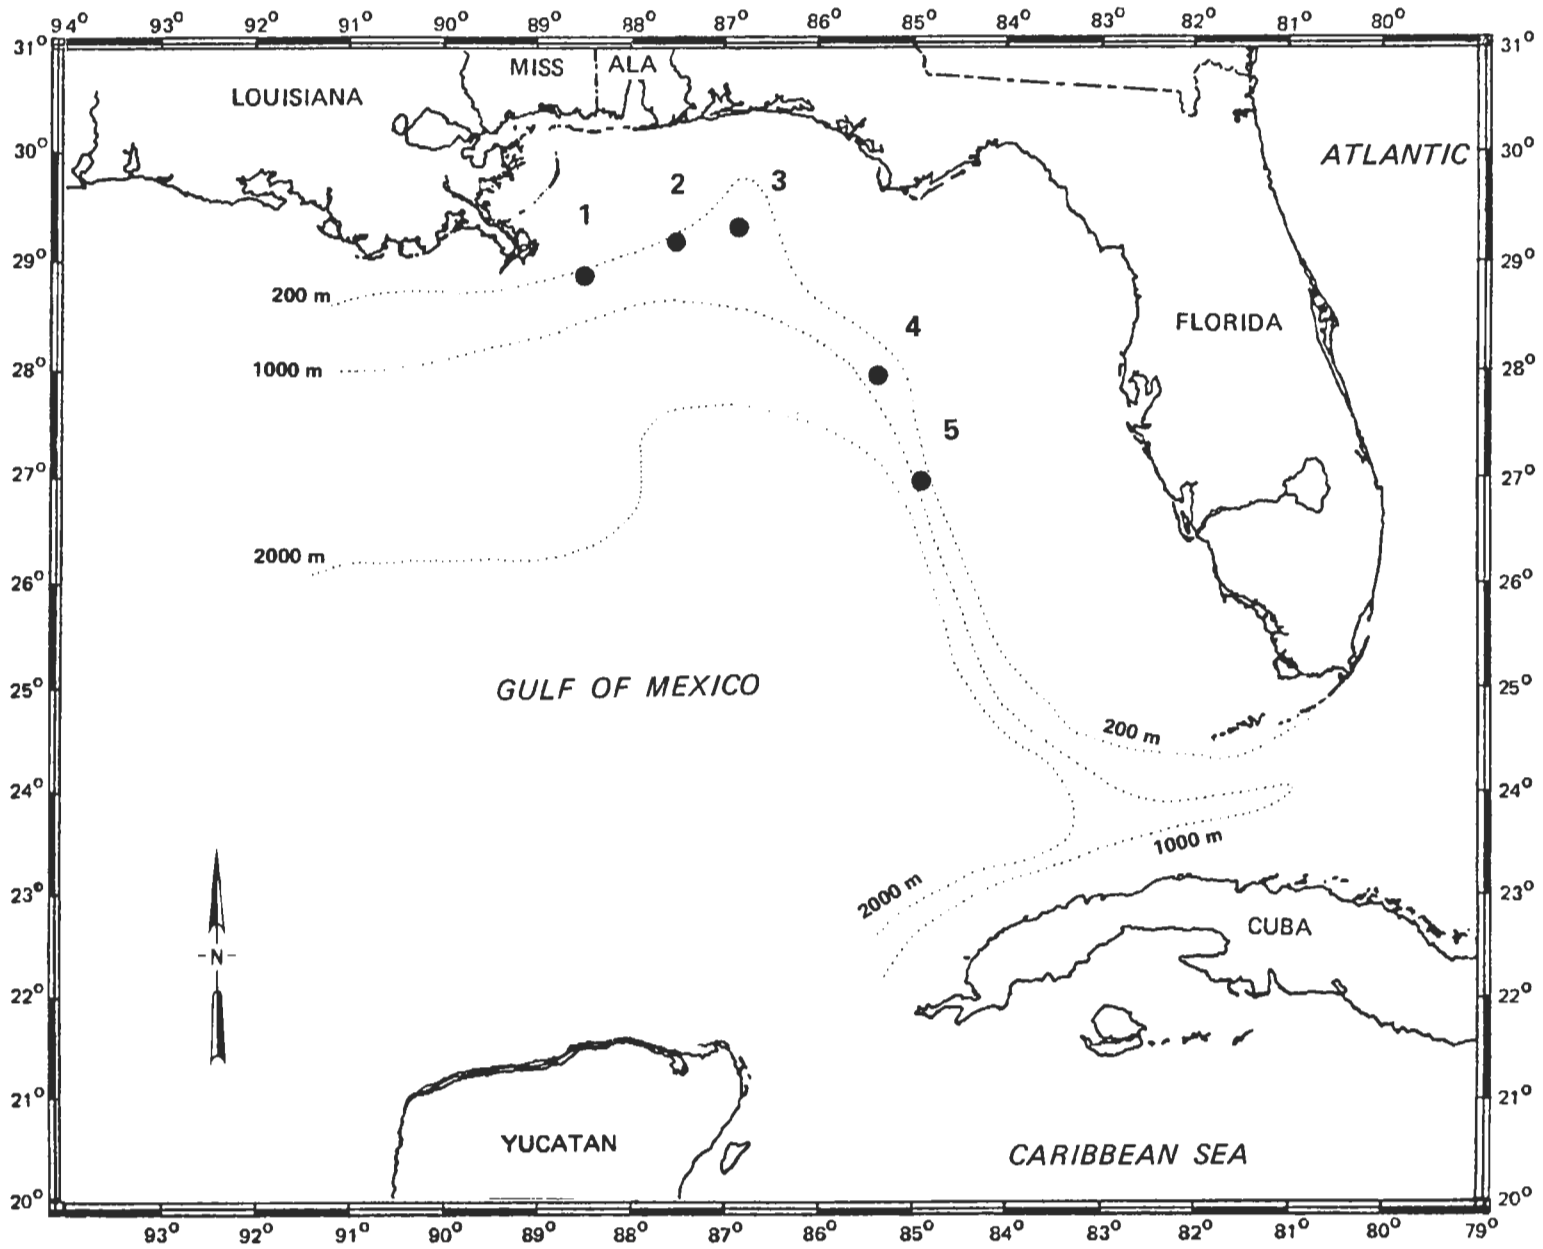 94° 93° 92° 91° 90° 89° 88° 87° 86° 85° 84° 83° 82° 81° 80°
31° 31°
MISS ALA
LOUISIANA
30° 30°
ATLANTIC
2 3
1
29° 29°
200 m
4
FLORIDA
1000 m
28° 28°
5
27° 27°
2000 m
26° 26°
GULF OF MEXICO
25° 25°
200 m
24° 24°
1000 m
2000 m
23° 23°
CUBA
-N-
22° 22°
21° 21°
YUCATAN
CARIBBEAN SEA
20° 20°
93° 92° 91° 90° 89° 88° 87° 86° 85° 84° 83° 82° 81° 80° 79°